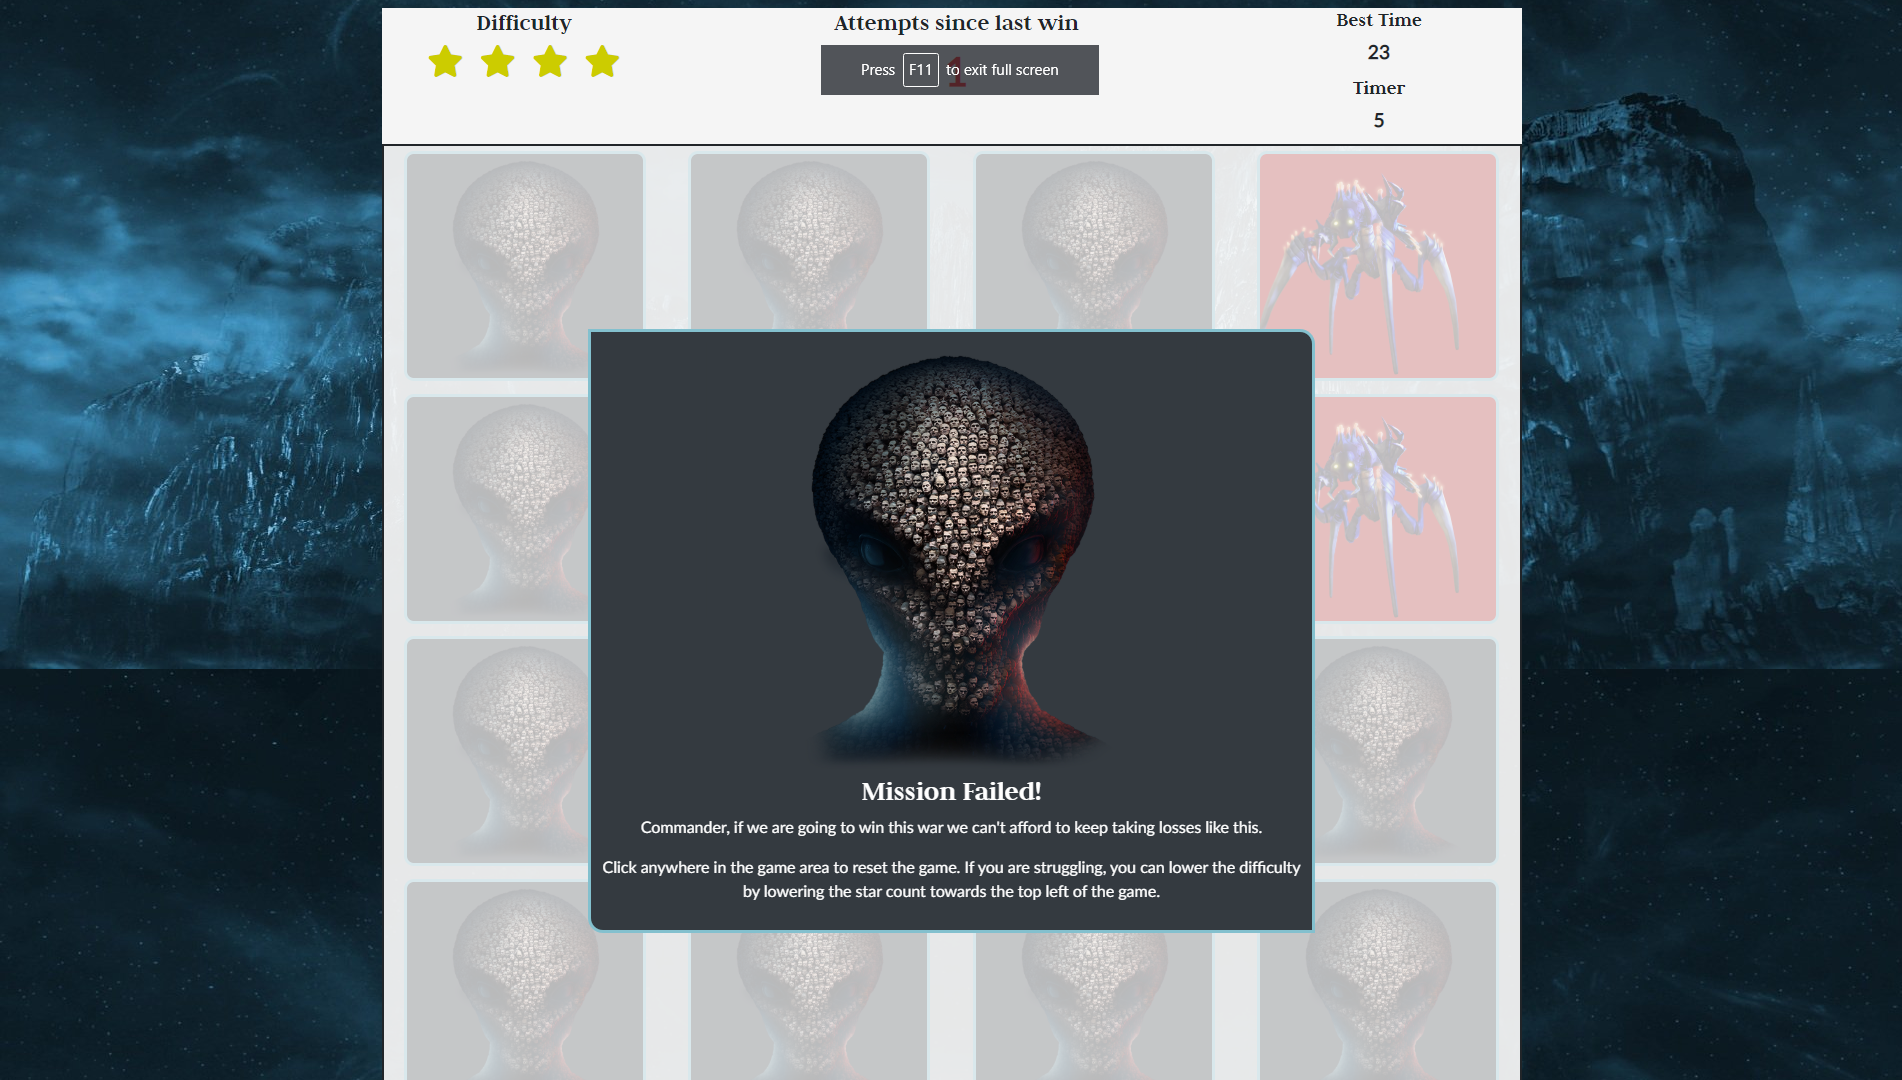 Difficulty
Attempts since last win
Best Time
23
Press F11 to exit full screen
1
Timer
5
Mission Failed!
Commander, if we are going to win this war we can't afford to keep taking losses like this.
Click anywhere in the game area to reset the game. If you are struggling, you can lower the difficulty
by lowering the star count towards the top left of the game.